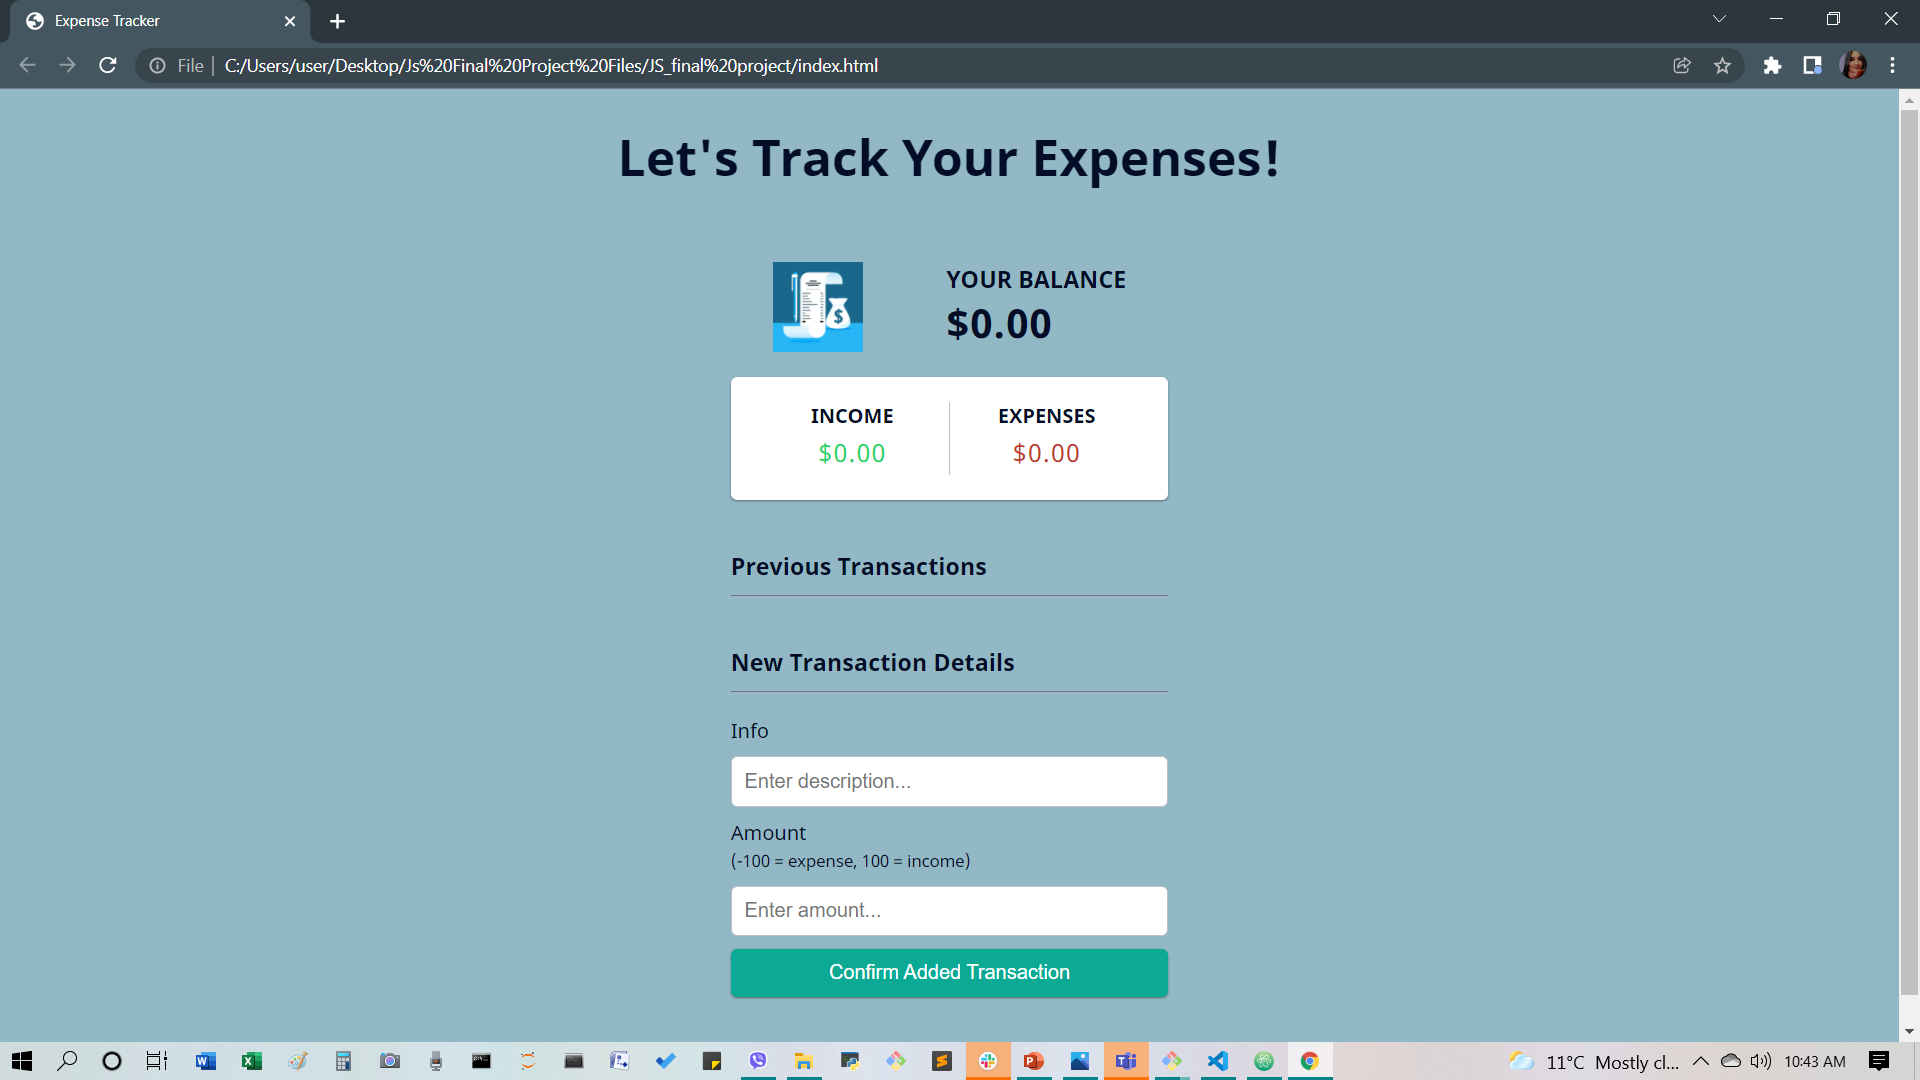 Expense Tracker
File | C:/Users/user/Desktop/Js%20Final%20Project%20Files/JS_final%20project/index.html
Let's Track Your Expenses!
YOUR BALANCE
$0.00
INCOME
EXPENSES
$0.00
$0.00
Previous Transactions
New Transaction Details
Info
Enter description...
Amount
(-100 = expense, 100 = income)
Enter amount...
Confirm Added Transaction
11°C Mostly cl... 10:43 AM